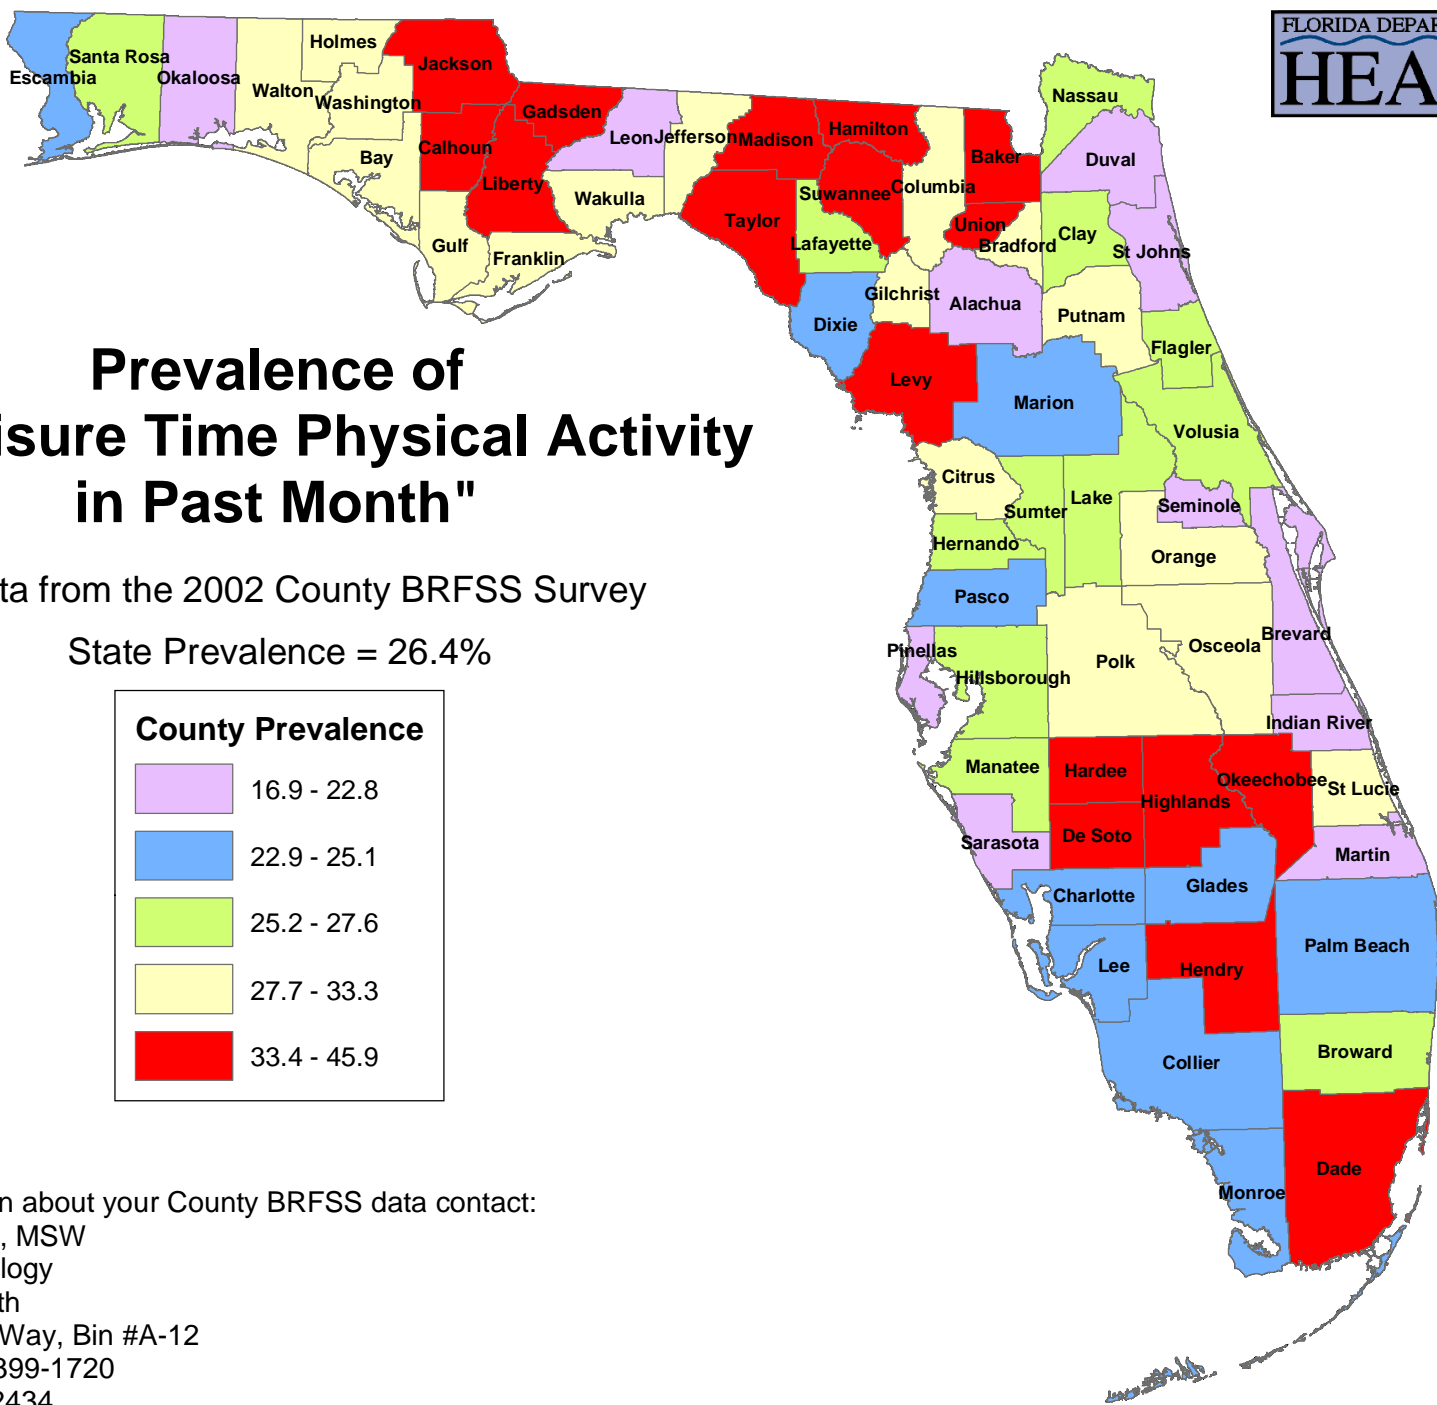 FLORIDA DEPAR
HEA
Escambia
Santa Rosa
Okaloosa
Walton
Holmes
Washington
Bay
Jackson
Calhoun
Gulf
Gadsden
Liberty
Franklin
Leon
Wakulla
Jefferson
Madison
Taylor
Hamilton
Suwannee
Lafayette
Dixie
Columbia
Gilchrist
Levy
Baker
Union
Bradford
Alachua
Nassau
Duval
Clay
St Johns
Putnam
Flagler
Marion
Volusia
Citrus
Sumter
Lake
Seminole
Hernando
Orange
Pasco
Pinellas
Hillsborough
Polk
Osceola
Brevard
Indian River
Manatee
Hardee
Highlands
Okeechobee
St Lucie
Sarasota
De Soto
Martin
Charlotte
Glades
Lee
Hendry
Palm Beach
Collier
Broward
Monroe
Dade
Prevalence of
isure Time Physical Activity
in Past Month"
ta from the 2002 County BRFSS Survey
State Prevalence = 26.4%
County Prevalence
16.9 - 22.8
22.9 - 25.1
25.2 - 27.6
27.7 - 33.3
33.4 - 45.9
n about your County BRFSS data contact:
, MSW
logy
th
Way, Bin #A-12
399-1720
2434